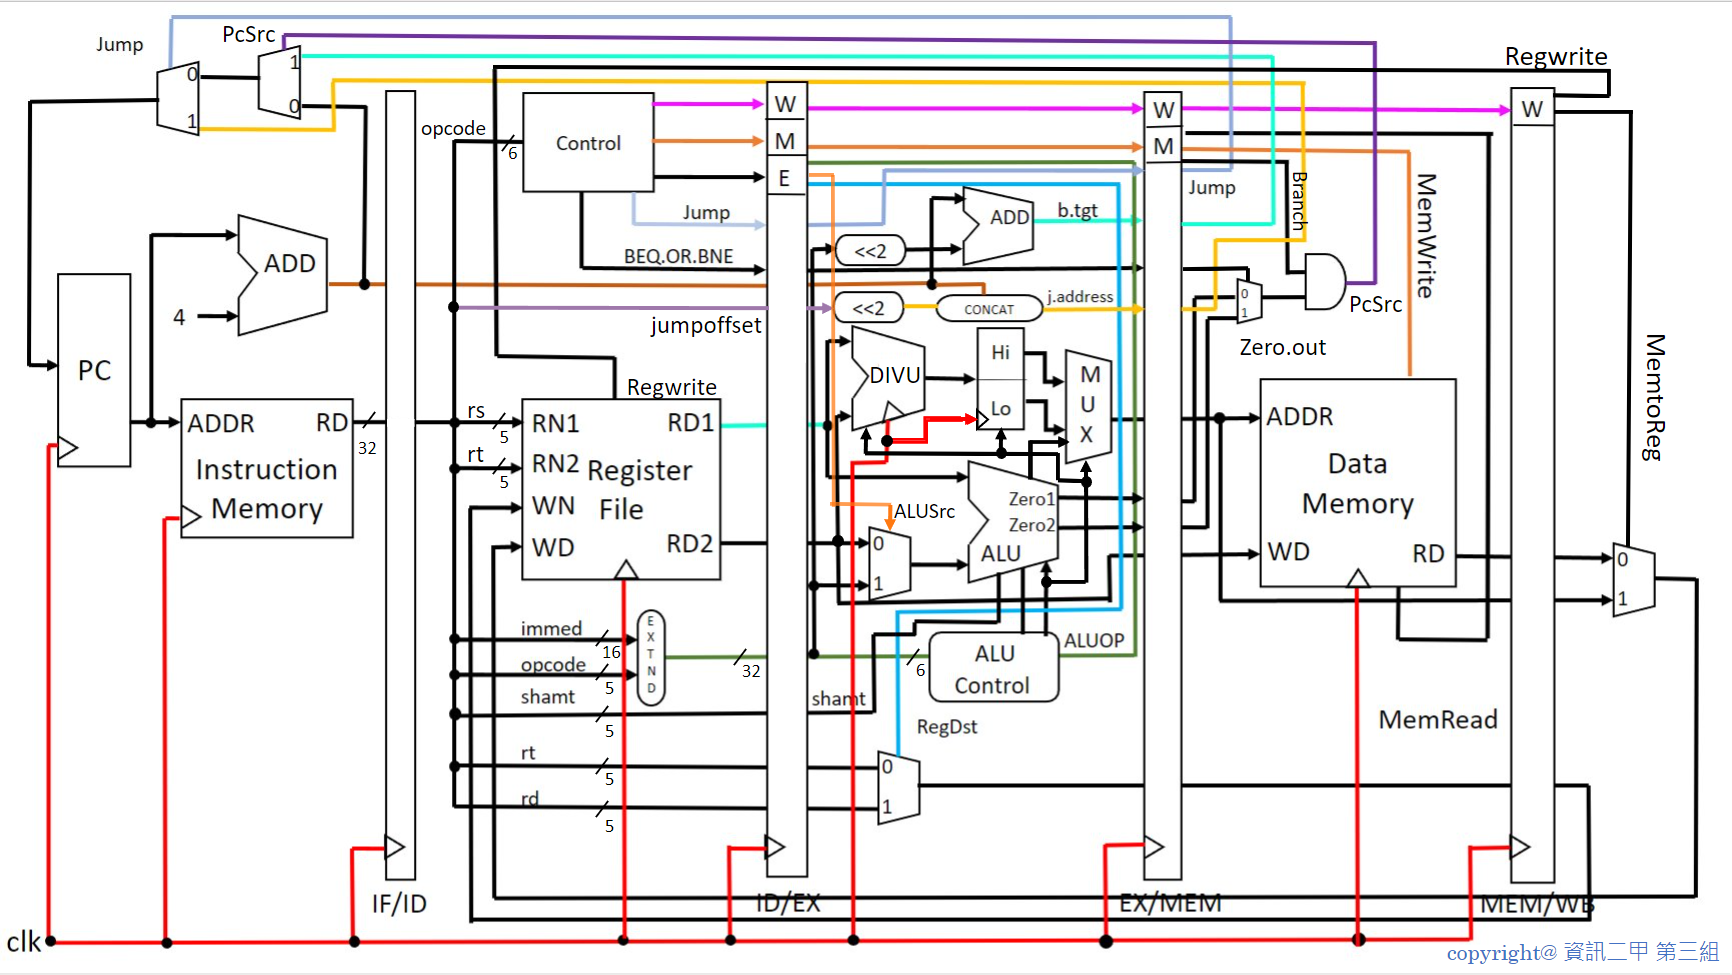 Jump
PcSrc
Regwrite
0
1
1
0
opcode
6
Control
W
M
E
W
M
W
Jump
Jump
Branch
MemWrite
BEQ.OR.BNE
ADD
b.tgt
<<2
ADD
4
<<2
CONCAT
j.address
0
1
PcSrc
jumpoffset
Zero.out
PC
Hi
Lo
DIVU
M
U
X
MemtoReg
Regwrite
ADDR
RD
32
Instruction
Memory
rs
5
rt
5
RN1
RN2
WN
WD
RD1
RD2
Register
File
ALUSrc
0
1
Zero1
Zero2
ALU
ADDR
Data
Memory
WD
RD
0
1
immed
16
opcode
5
shamt
5
E
X
T
N
D
32
6
ALU
Control
ALUOP
shamt
RegDst
MemRead
rt
5
rd
5
0
1
IF/ID
ID/EX
EX/MEM
MEM/WB
clk
copyright@ 資訊二甲 第三組